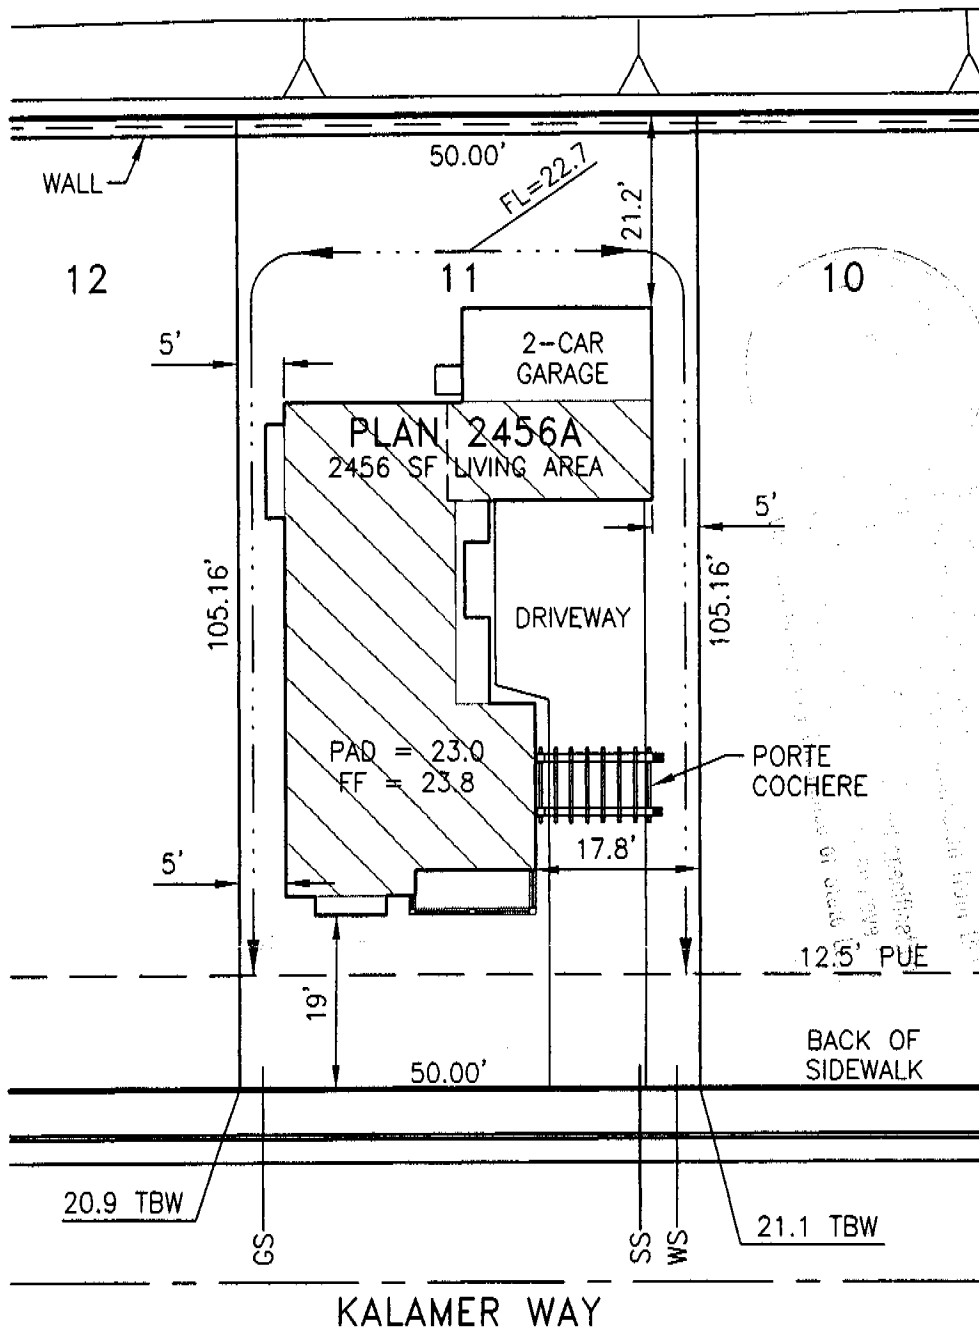 50.00'
WALL
FL=22.7
21.2'
12
11
10
5'
2-CAR
GARAGE
PLAN 2456A
2456 SF LIVING AREA
5'
105.16'
105.16'
DRIVEWAY
PAD = 23.0
FF = 23.8
PORTE
COCHERE
17.8'
5'
12.5' PUE
19'
BACK OF
SIDEWALK
50.00'
20.9 TBW
GS
SS
WS
21.1 TBW
KALAMER WAY